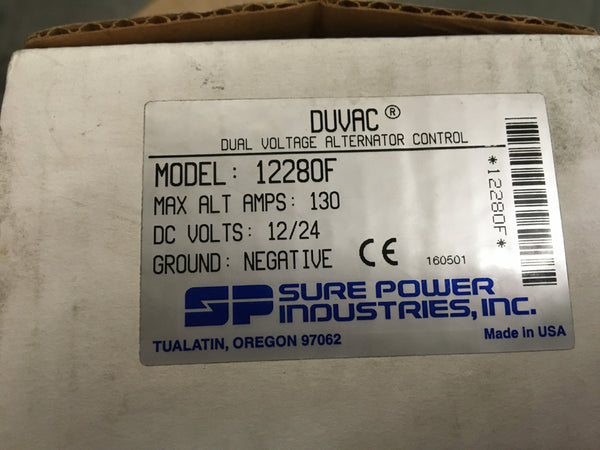 DUVAC®
DUAL VOLTAGE ALTERNATOR CONTROL
MODEL: 12280F
MAX ALT AMPS: 130
DC VOLTS: 12/24
GROUND: NEGATIVE CE 160501
*12280F*
SP SURE POWER
INDUSTRIES, INC.
TUALATIN, OREGON 97062 Made in USA